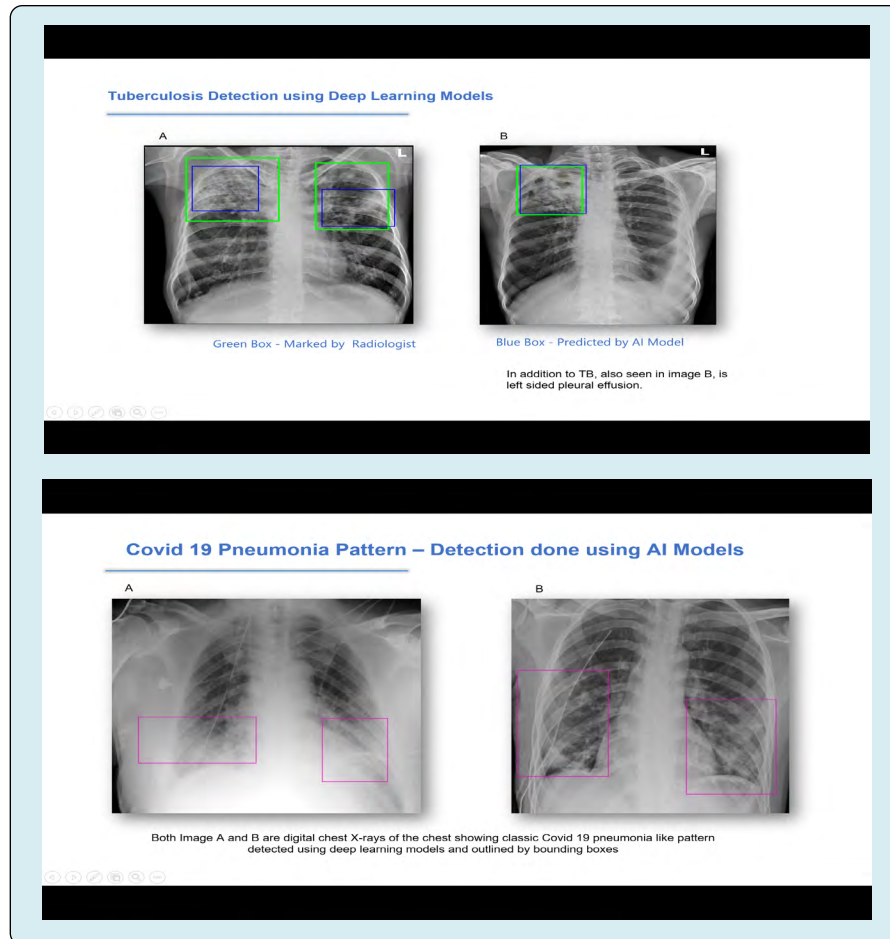 Tuberculosis Detection using Deep Learning Models
A
B
L
L
Green Box - Marked by Radiologist
Blue Box - Predicted by AI Model
In addition to TB, also seen in image B, is
left sided pleural effusion.
Covid 19 Pneumonia Pattern – Detection done using AI Models
A
B
Both Image A and B are digital chest X-rays of the chest showing classic Covid 19 pneumonia like pattern
detected using deep learning models and outlined by bounding boxes